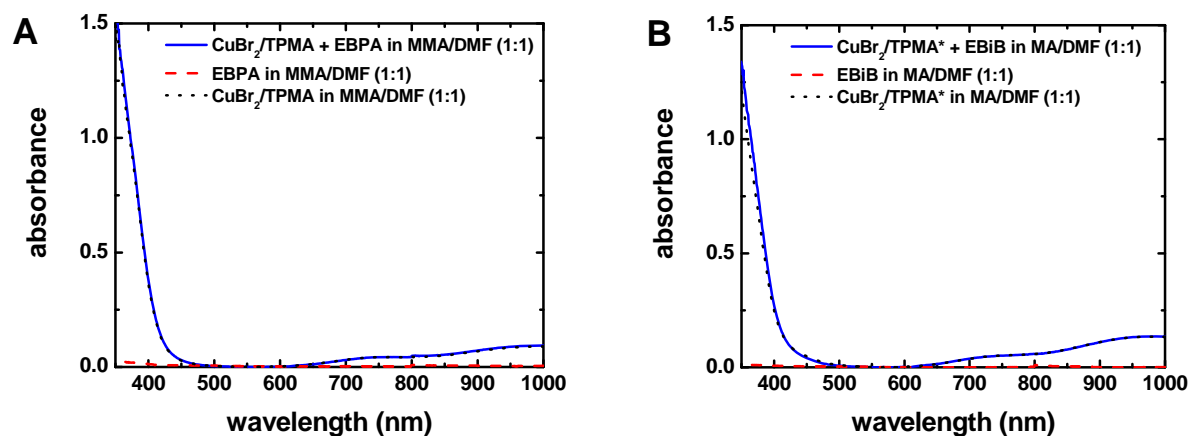 A
CuBr₂/TPMA + EBPA in MMA/DMF (1:1)
EBPA in MMA/DMF (1:1)
CuBr₂/TPMA in MMA/DMF (1:1)
1.5
1.0
0.5
0.0
absorbance
400 500 600 700 800 900 1000
wavelength (nm)
B
CuBr₂/TPMA* + EBiB in MA/DMF (1:1)
EBiB in MA/DMF (1:1)
CuBr₂/TPMA* in MA/DMF (1:1)
1.5
1.0
0.5
0.0
absorbance
400 500 600 700 800 900 1000
wavelength (nm)